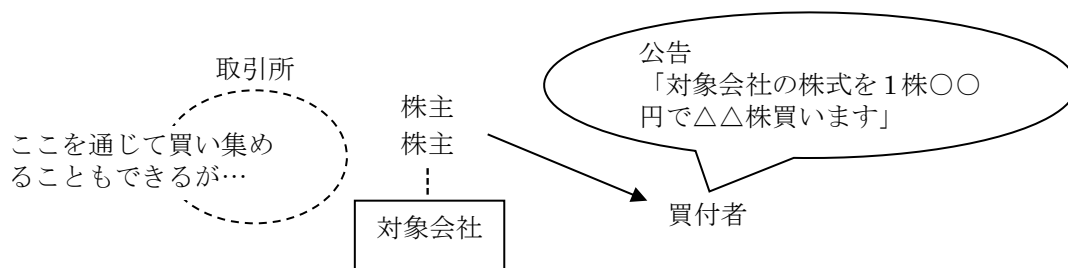 取引所
ここを通じて買い集め
ることもできるが…
株主
株主
対象会社
公告
「対象会社の株式を１株○○
円で△△株買います」
買付者